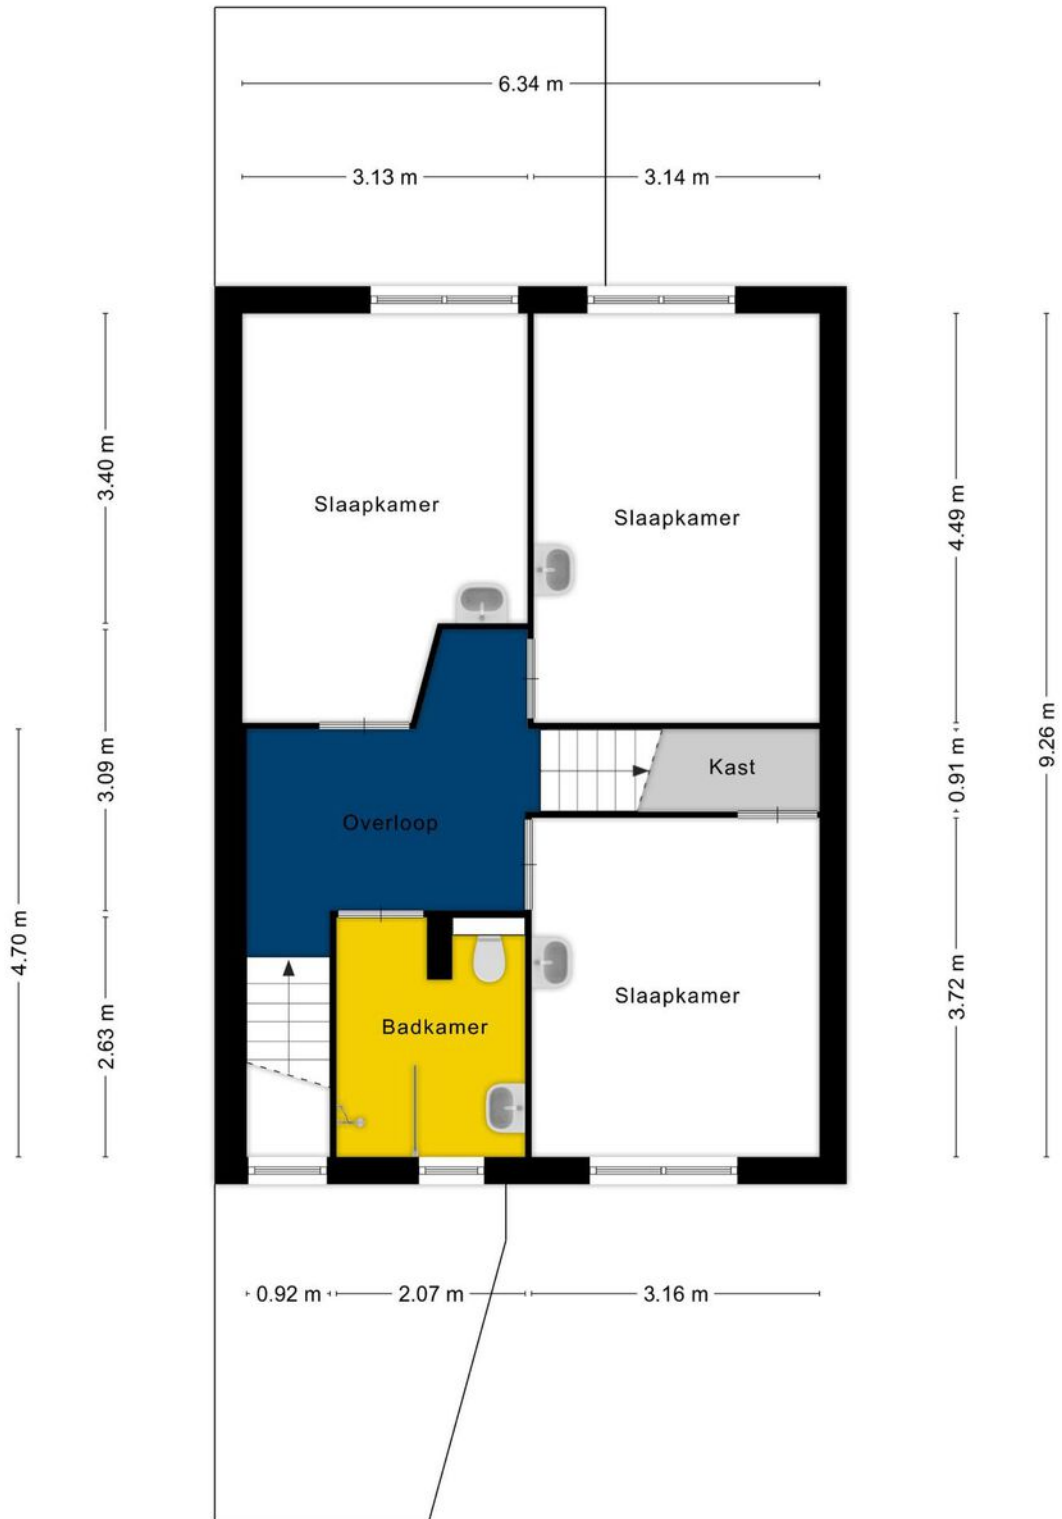 6.34 m
3.13 m
3.14 m
3.40 m
4.49 m
Slaapkamer
Slaapkamer
9.26 m
3.09 m
0.91 m
Kast
Overloop
4.70 m
2.63 m
3.72 m
Slaapkamer
Badkamer
0.92 m
2.07 m
3.16 m